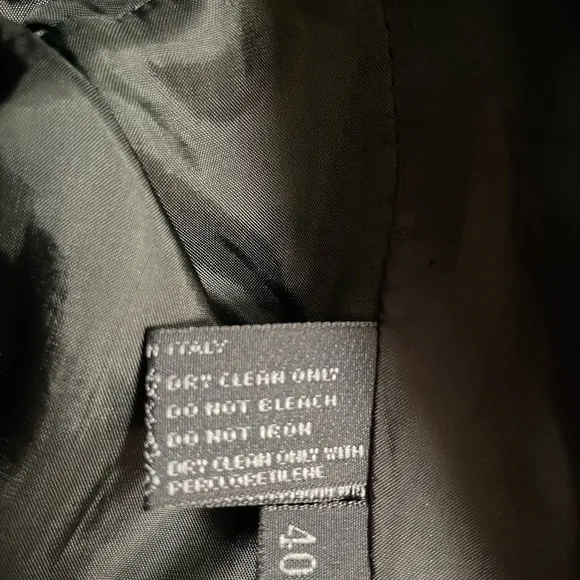 N ITALY
DRY CLEAN ONLY
DO NOT BLEACH
DO NOT IRON
DRY CLEAN ONLY WITH
PERCLORETILENE
40